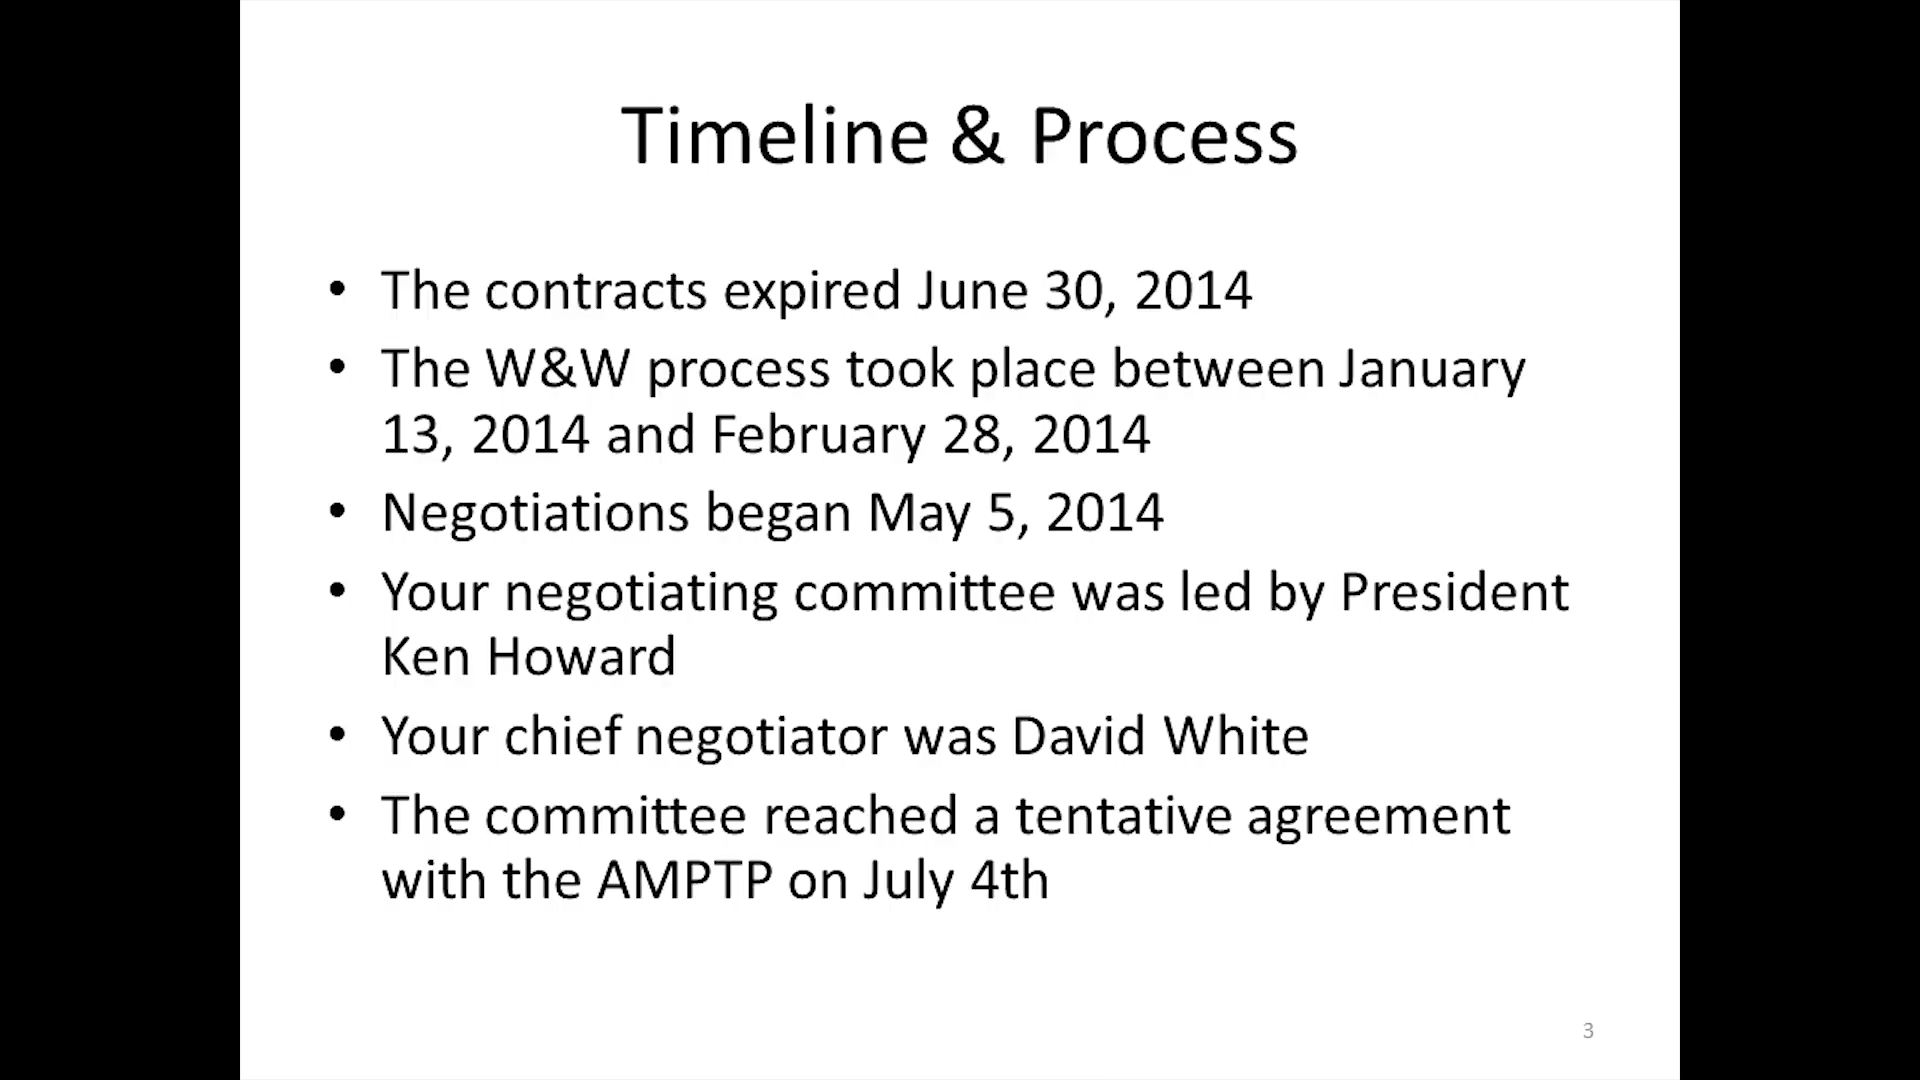 Timeline & Process
• The contracts expired June 30, 2014
• The W&W process took place between January
13, 2014 and February 28, 2014
• Negotiations began May 5, 2014
• Your negotiating committee was led by President
Ken Howard
• Your chief negotiator was David White
• The committee reached a tentative agreement
with the AMPTP on July 4th
3